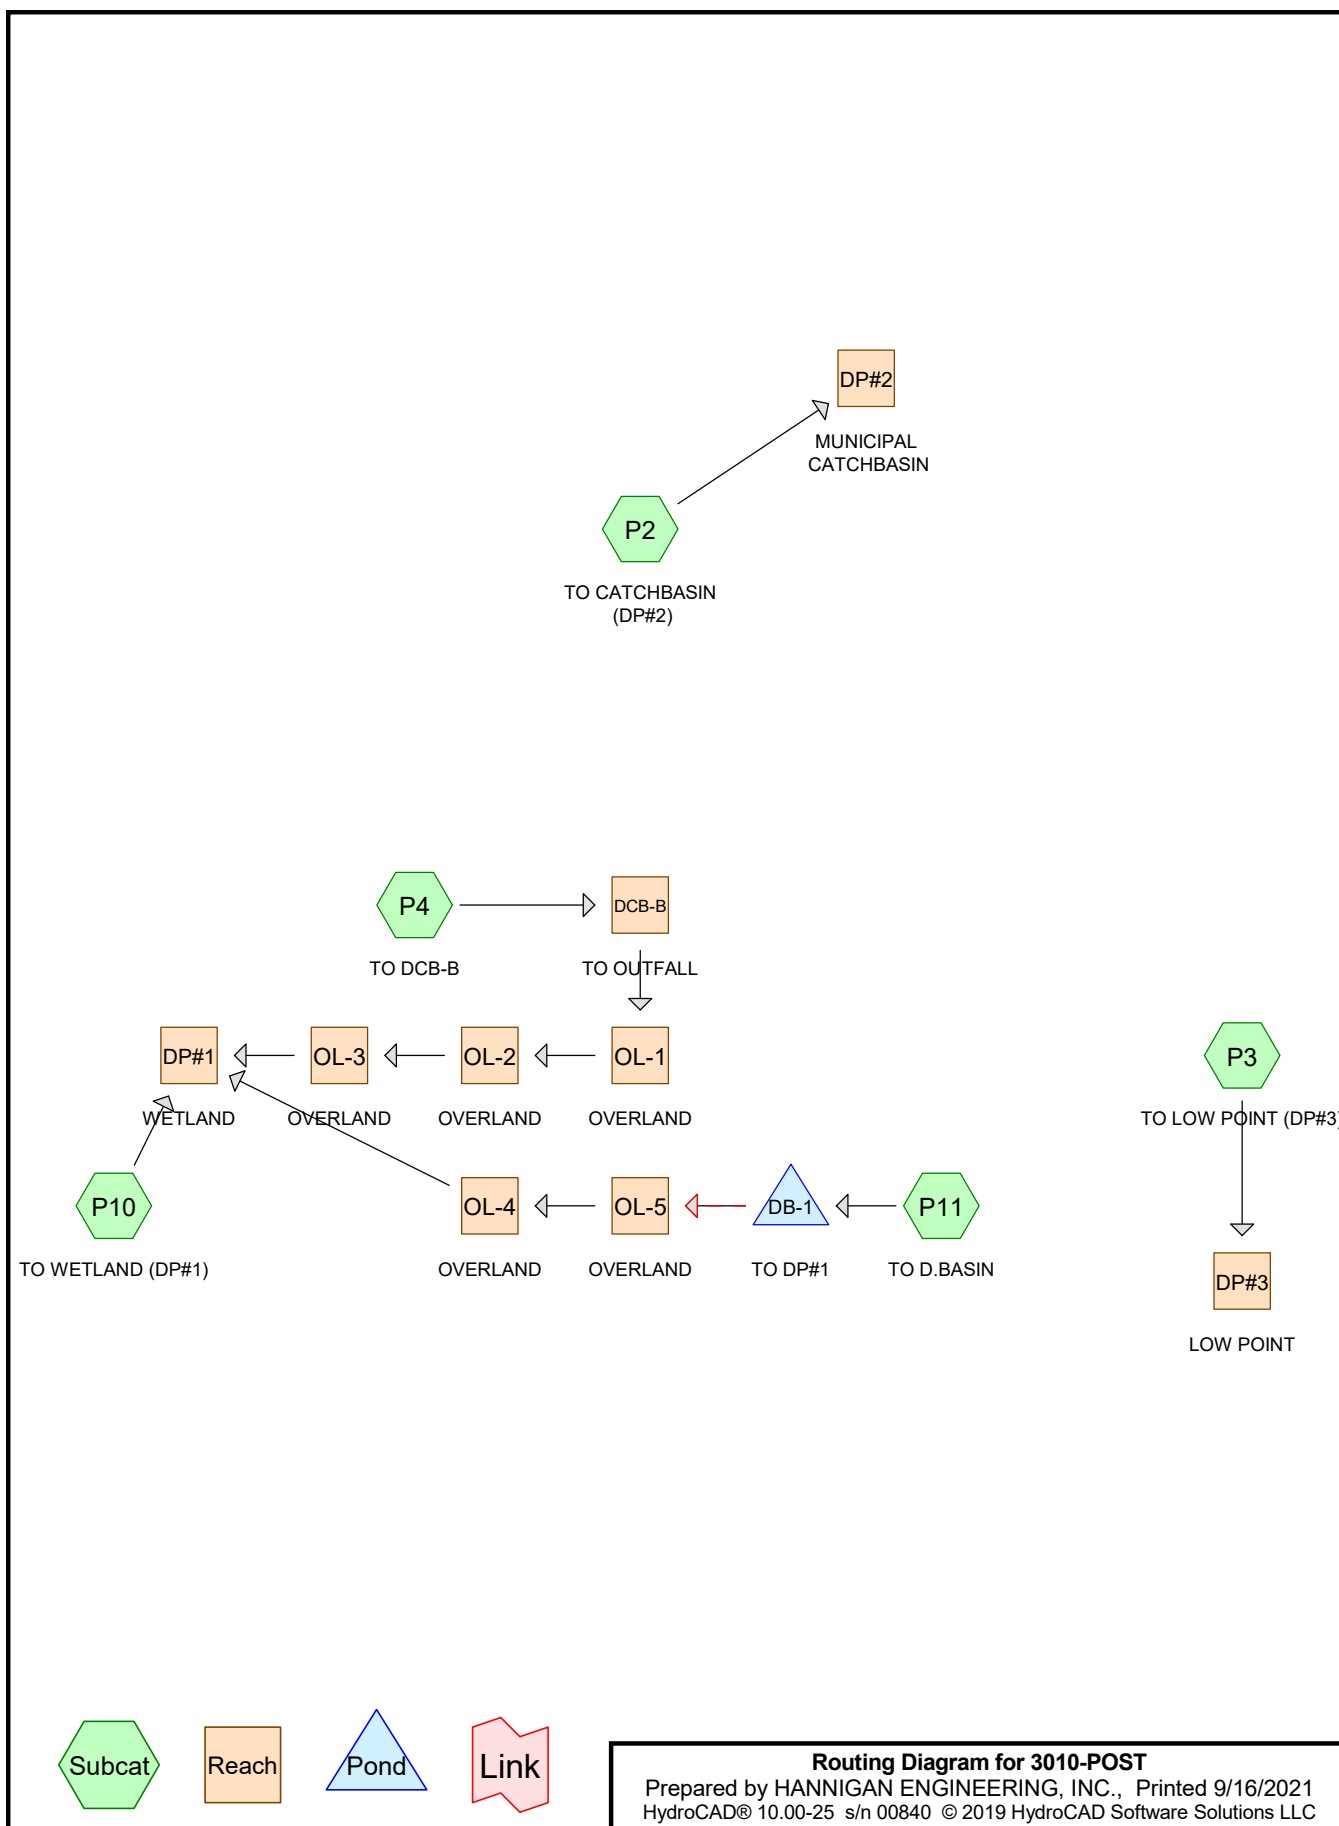 DP#2
MUNICIPAL
CATCHBASIN
P2
TO CATCHBASIN
(DP#2)
P4
DCB-B
TO DCB-B
TO OUTFALL
DP#1
OL-3
OL-2
OL-1
P3
WETLAND
OVERLAND
OVERLAND
OVERLAND
TO LOW POINT (DP#3)
P10
OL-4
OL-5
DB-1
P11
TO WETLAND (DP#1)
OVERLAND
OVERLAND
TO DP#1
TO D.BASIN
DP#3
LOW POINT
Subcat
Reach
Pond
Link
Routing Diagram for 3010-POST
Prepared by HANNIGAN ENGINEERING, INC., Printed 9/16/2021
HydroCAD® 10.00-25 s/n 00840 © 2019 HydroCAD Software Solutions LLC